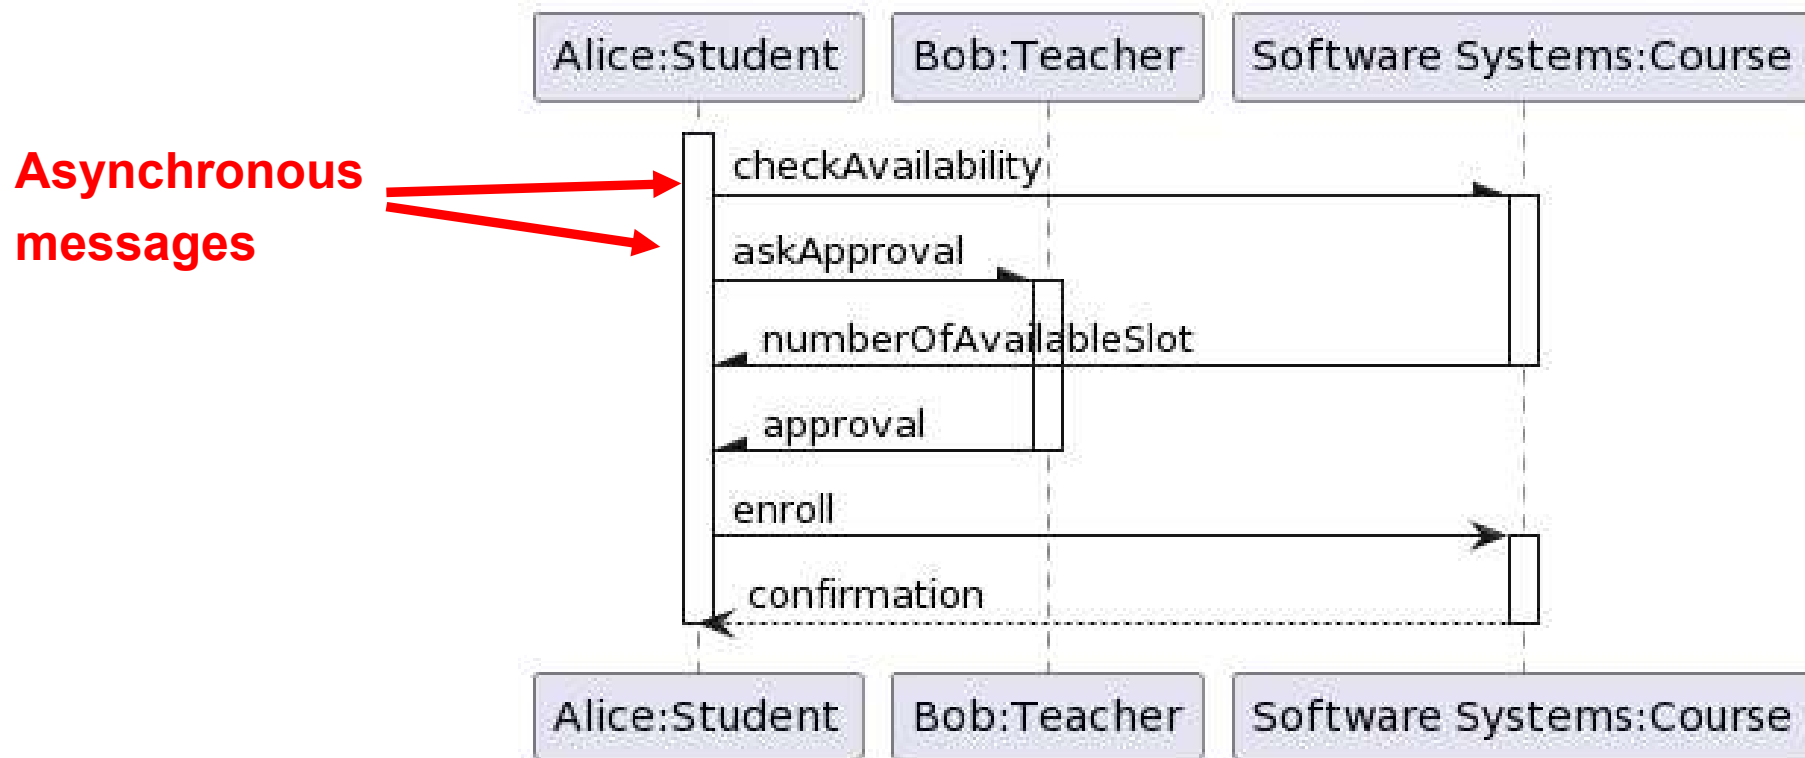 Alice:Student
Bob:Teacher
Software Systems:Course
Asynchronous
messages
checkAvailability
askApproval
numberOfAvailableSlot
approval
enroll
confirmation
Alice:Student
Bob:Teacher
Software Systems:Course